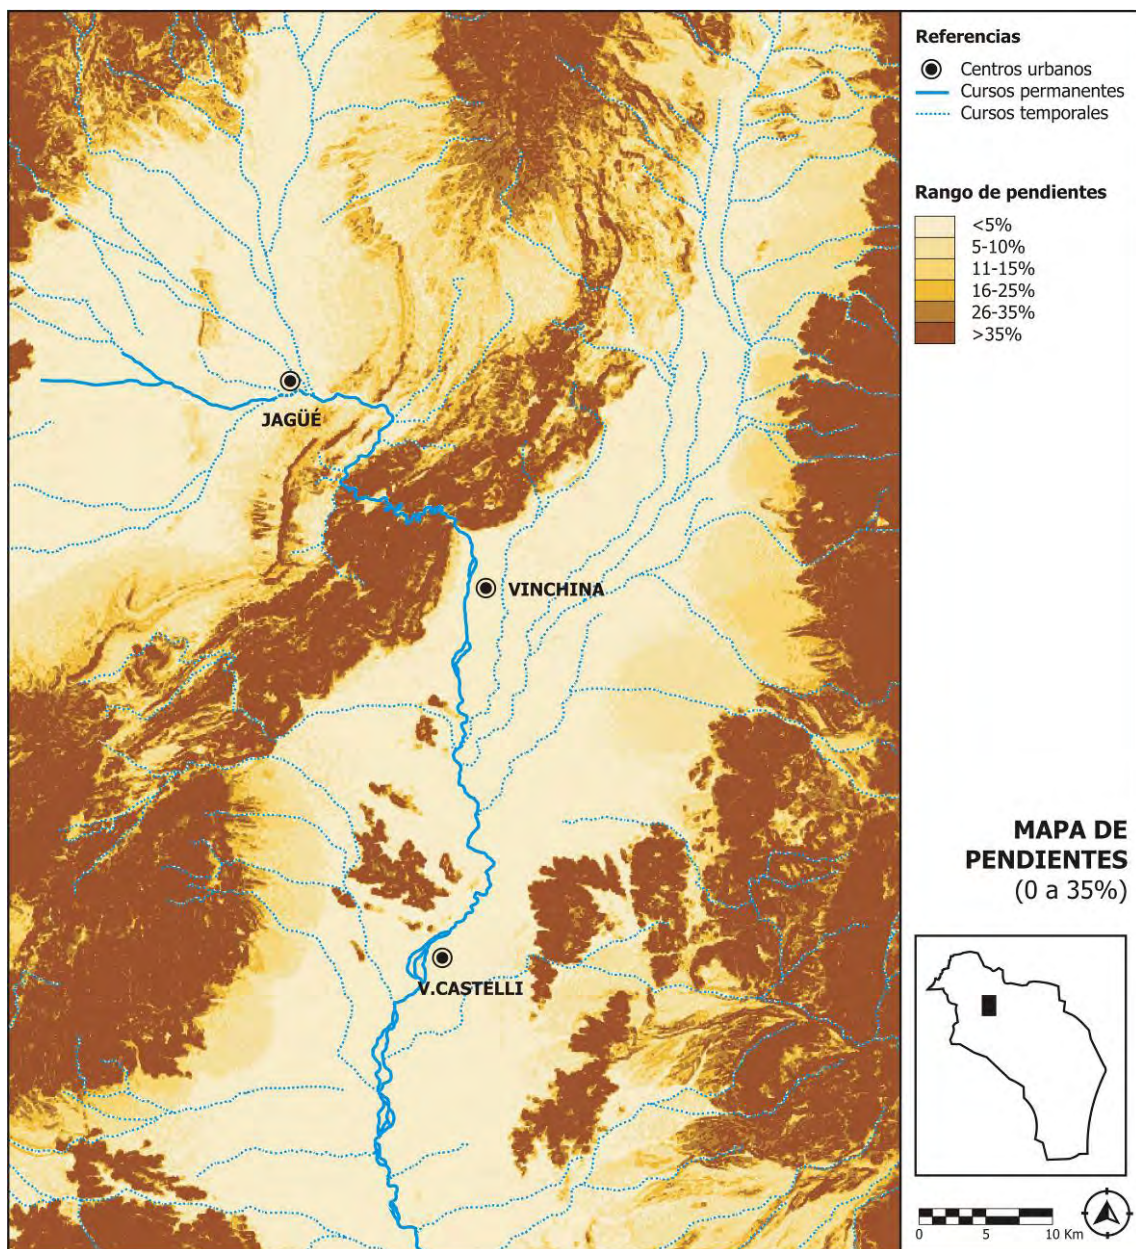 Referencias
Centros urbanos
Cursos permanentes
Cursos temporales
Rango de pendientes
<5%
5-10%
11-15%
16-25%
26-35%
>35%
JAGÜÉ
VINCHINA
V.CASTELLI
MAPA DE
PENDIENTES
(0 a 35%)
0 5 10 Km